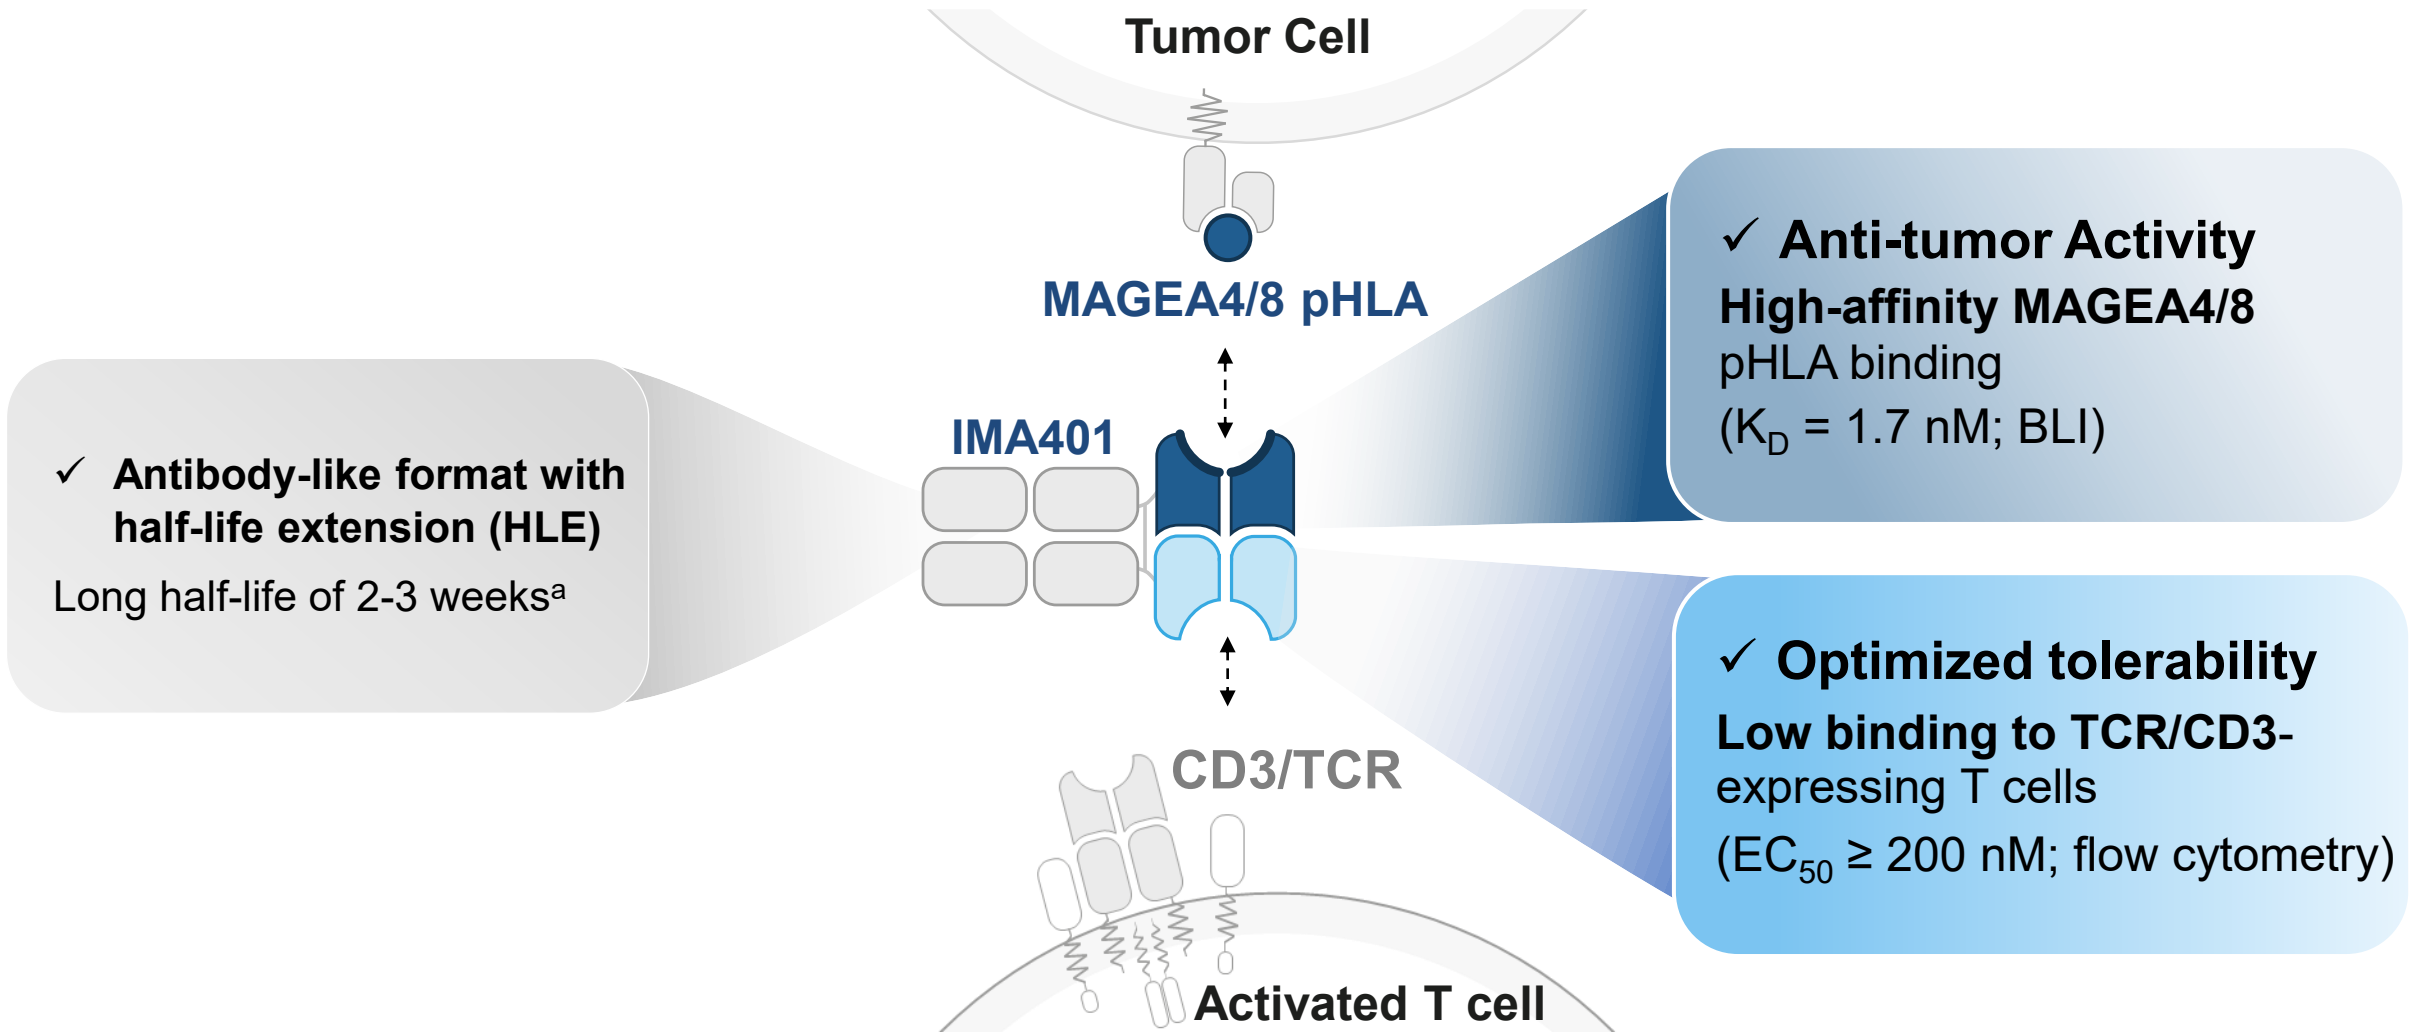 Tumor Cell
MAGEA4/8 pHLA
IMA401
✓ Antibody-like format with
half-life extension (HLE)
Long half-life of 2-3 weeksᵃ
✓ Anti-tumor Activity
High-affinity MAGEA4/8
pHLA binding
(K_D = 1.7 nM; BLI)
✓ Optimized tolerability
Low binding to TCR/CD3-
expressing T cells
(EC₅₀ ≥ 200 nM; flow cytometry)
CD3/TCR
Activated T cell